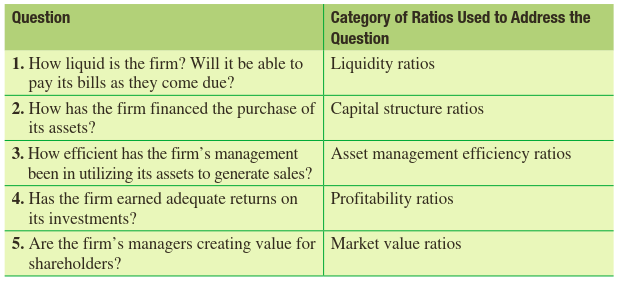 Question
Category of Ratios Used to Address the
Question
1. How liquid is the firm? Will it be able to
pay its bills as they come due?
Liquidity ratios
2. How has the firm financed the purchase of
its assets?
Capital structure ratios
3. How efficient has the firm's management
been in utilizing its assets to generate sales?
Asset management efficiency ratios
4. Has the firm earned adequate returns on
its investments?
Profitability ratios
5. Are the firm's managers creating value for
shareholders?
Market value ratios